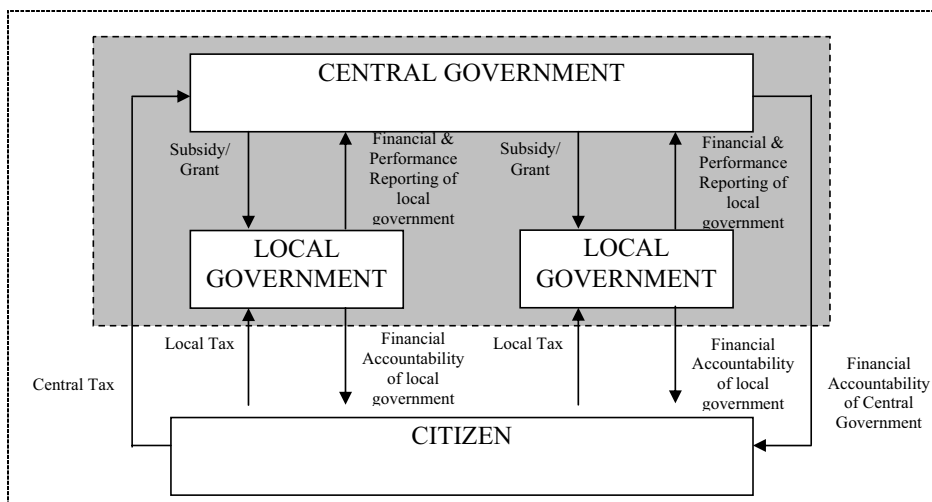 CENTRAL GOVERNMENT
Subsidy/
Grant
Financial &
Performance
Reporting of
local
government
Subsidy/
Grant
Financial &
Performance
Reporting of
local
government
LOCAL
GOVERNMENT
LOCAL
GOVERNMENT
Local Tax
Financial
Accountability
of local
government
Local Tax
Financial
Accountability
of local
government
Central Tax
Financial
Accountability
of Central
Government
CITIZEN